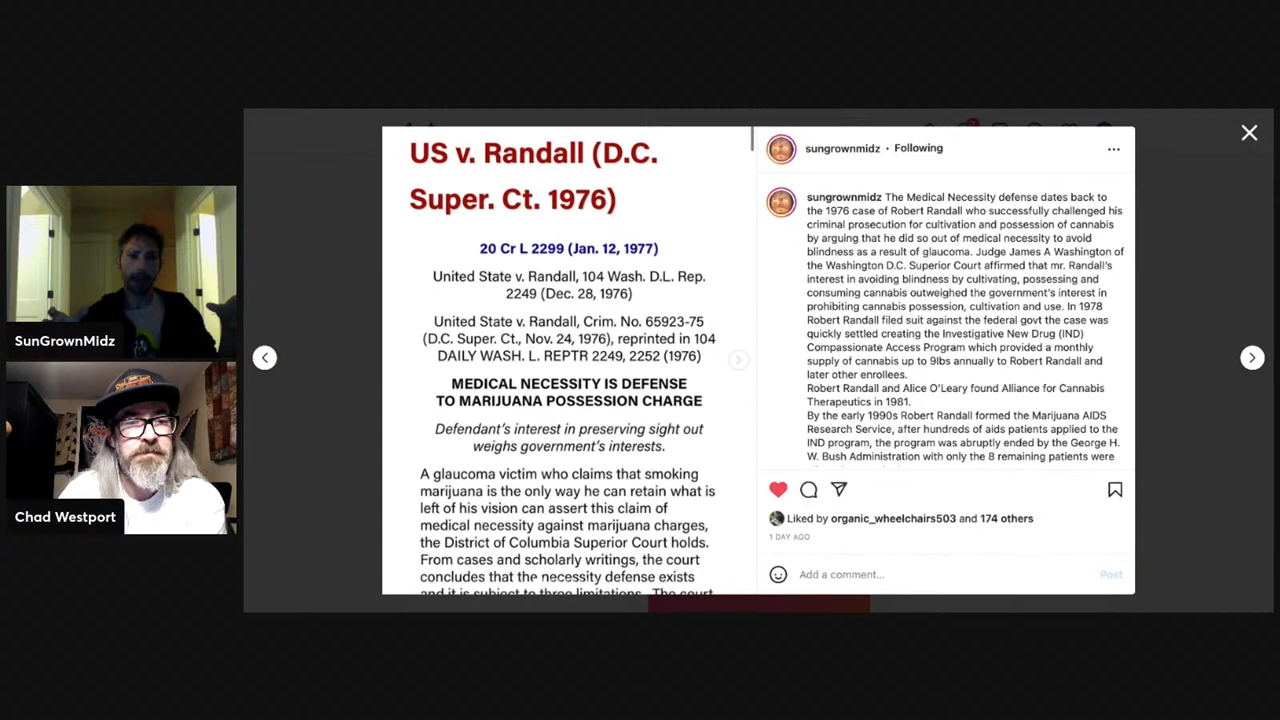 SunGrownMidz
Chad Westport
US v. Randall (D.C.
Super. Ct. 1976)
20 Cr L 2299 (Jan. 12, 1977)
United State v. Randall, 104 Wash. D.L. Rep.
2249 (Dec. 28, 1976)
United State v. Randall, Crim. No. 65923-75
(D.C. Super. Ct., Nov. 24, 1976), reprinted in 104
DAILY WASH. L. REPTR 2249, 2252 (1976)
MEDICAL NECESSITY IS DEFENSE
TO MARIJUANA POSSESSION CHARGE
Defendant's interest in preserving sight out
weighs government's interests.
A glaucoma victim who claims that smoking
marijuana is the only way he can retain what is
left of his vision can assert this claim of
medical necessity against marijuana charges,
the District of Columbia Superior Court holds.
From cases and scholarly writings, the court
concludes that the necessity defense exists
and it is subject to three limitations. The court
sungrownmidz • Following
sungrownmidz The Medical Necessity defense dates back to
the 1976 case of Robert Randall who successfully challenged his
criminal prosecution for cultivation and possession of cannabis
by arguing that he did so out of medical necessity to avoid
blindness as a result of glaucoma. Judge James A Washington of
the Washington D.C. Superior Court affirmed that mr. Randall's
interest in avoiding blindness by cultivating, possessing and
consuming cannabis outweighed the government's interest in
prohibiting cannabis possession, cultivation and use. In 1978
Robert Randall filed suit against the federal govt the case was
quickly settled creating the Investigative New Drug (IND)
Compassionate Access Program which provided a monthly
supply of cannabis up to 9lbs annually to Robert Randall and
later other enrollees.
Robert Randall and Alice O'Leary found Alliance for Cannabis
Therapeutics in 1981.
By the early 1990s Robert Randall formed the Marijuana AIDS
Research Service, after hundreds of aids patients applied to the
IND program, the program was abruptly ended by the George H.
W. Bush Administration with only the 8 remaining patients were
Liked by organic_wheelchairs503 and 174 others
1 DAY AGO
Add a comment...
Post